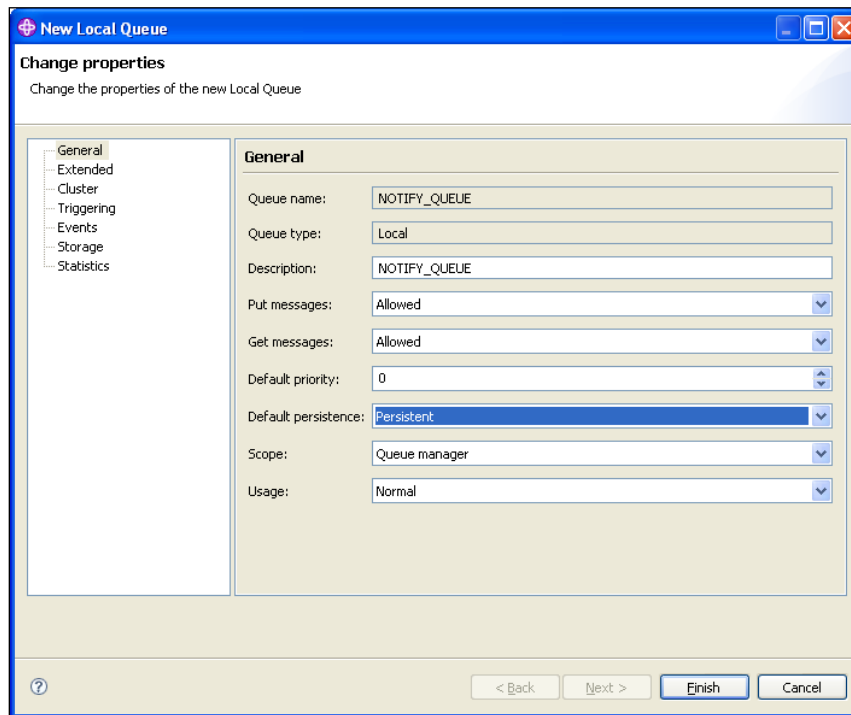 New Local Queue
Change properties
Change the properties of the new Local Queue
General
Extended
Cluster
Triggering
Events
Storage
Statistics
General
Queue name: NOTIFY_QUEUE
Queue type: Local
Description: NOTIFY_QUEUE
Put messages: Allowed
Get messages: Allowed
Default priority: 0
Default persistence: Persistent
Scope: Queue manager
Usage: Normal
? < Back Next > Finish Cancel